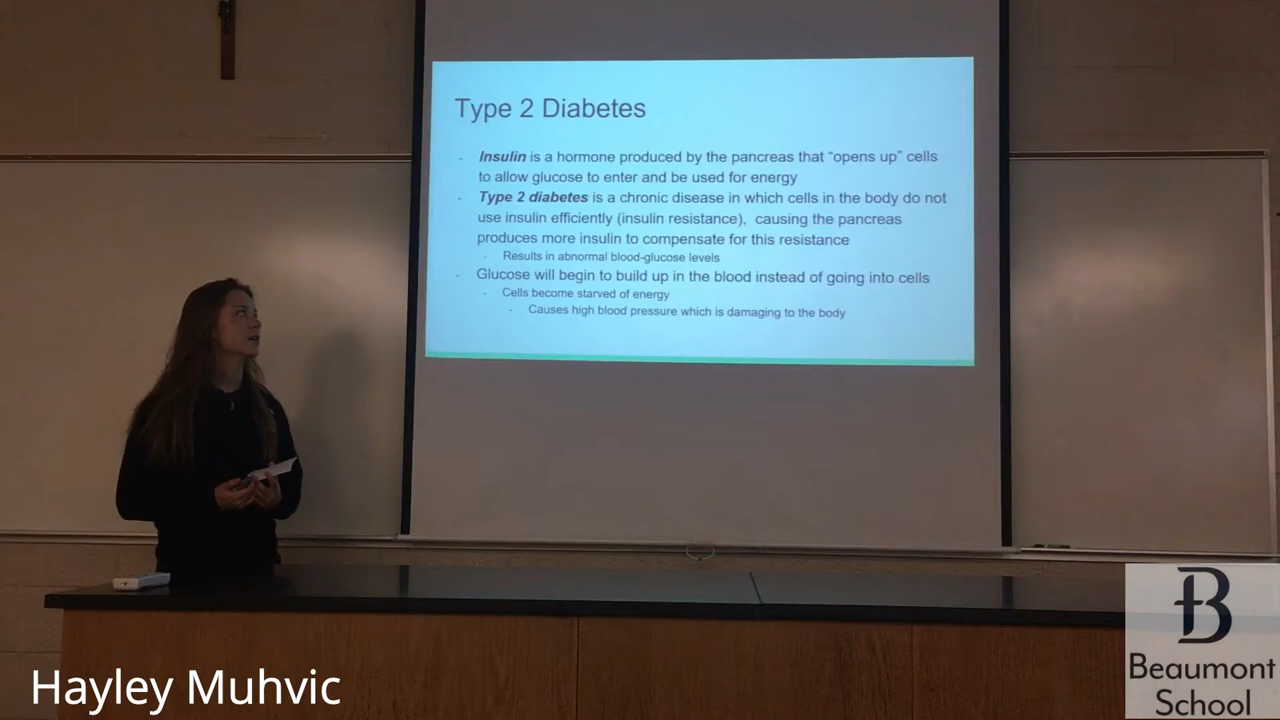 Type 2 Diabetes
- Insulin is a hormone produced by the pancreas that “opens up” cells
to allow glucose to enter and be used for energy
- Type 2 diabetes is a chronic disease in which cells in the body do not
use insulin efficiently (insulin resistance), causing the pancreas
produces more insulin to compensate for this resistance
- Results in abnormal blood-glucose levels
- Glucose will begin to build up in the blood instead of going into cells
- Cells become starved of energy
- Causes high blood pressure which is damaging to the body
Hayley Muhvic
B
Beaumont
School